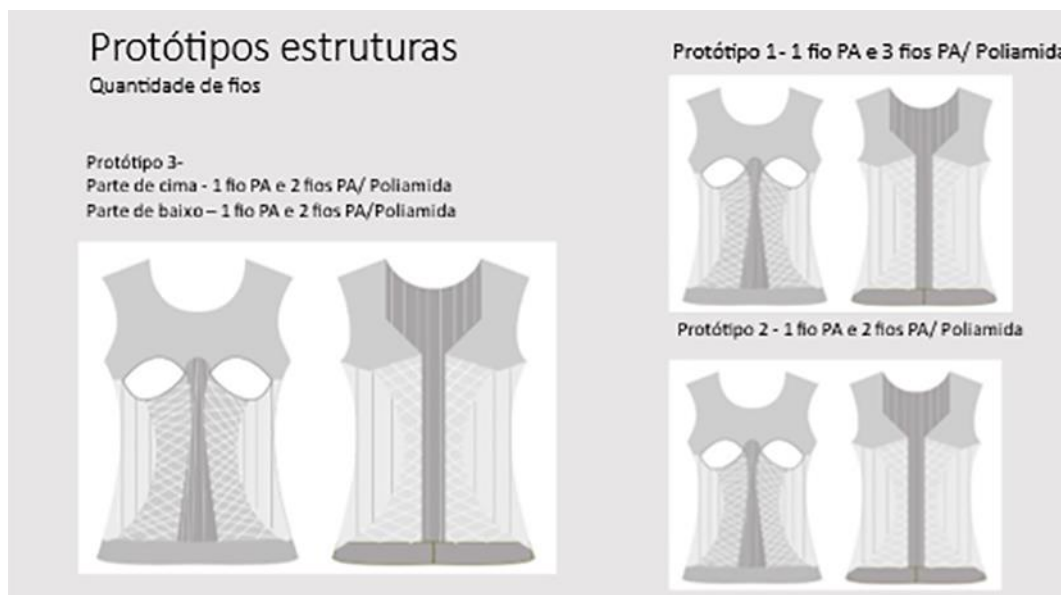 Protótipos estruturas
Quantidade de fios
Protótipo 3-
Parte de cima - 1 fio PA e 2 fios PA/ Poliamida
Parte de baixo – 1 fio PA e 2 fios PA/Poliamida
Protótipo 1- 1 fio PA e 3 fios PA/ Poliamida
Protótipo 2 - 1 fio PA e 2 fios PA/ Poliamida